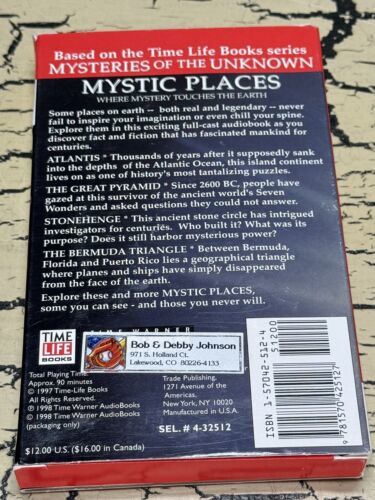 Based on the Time Life Books series
MYSTERIES OF THE UNKNOWN
MYSTIC PLACES
WHERE MYSTERY TOUCHES THE EARTH
Some places on earth -- both real and legendary -- never
fail to inspire your imagination or even chill your spine.
Explore them in this exciting full-cast audiobook as you
discover fact and fiction that has fascinated mankind for
centuries.
ATLANTIS * Thousands of years after it supposedly sank
into the depths of the Atlantic Ocean, this island continent
lives on as one of history's most tantalizing puzzles.
THE GREAT PYRAMID * Since 2600 BC, people have
gazed at this survivor of the ancient world's Seven
Wonders and asked questions they could not answer.
STONEHENGE * This ancient stone circle has intrigued
investigators for centuries. Who built it? What was its
purpose? Does it still harbor mysterious power?
THE BERMUDA TRIANGLE * Between Bermuda,
Florida and Puerto Rico lies a geographical triangle
where planes and ships have simply disappeared
from the face of the earth.
Explore these and more MYSTIC PLACES,
some you can see - and those you never will.
TIME
LIFE
BOOKS
TIME WARNER
Bob & Debby Johnson
971 S. Holland Ct.
Lakewood, CO 80226-4133
Total Playing Time:
Approx. 90 minutes
© 1997 Time-Life Books
All Rights Reserved
℗ 1998 Time Warner AudioBooks
© 1998 Time Warner AudioBooks
(packaging only)
Trade Publishing.
1271 Avenue of the
Americas.
New York, NY 10020
Manufactured in U.S.A.
$12.00 U.S. ($16.00 in Canada)
SEL. # 4-32512
ISBN 1-57042-512-4
51200
9781570425127